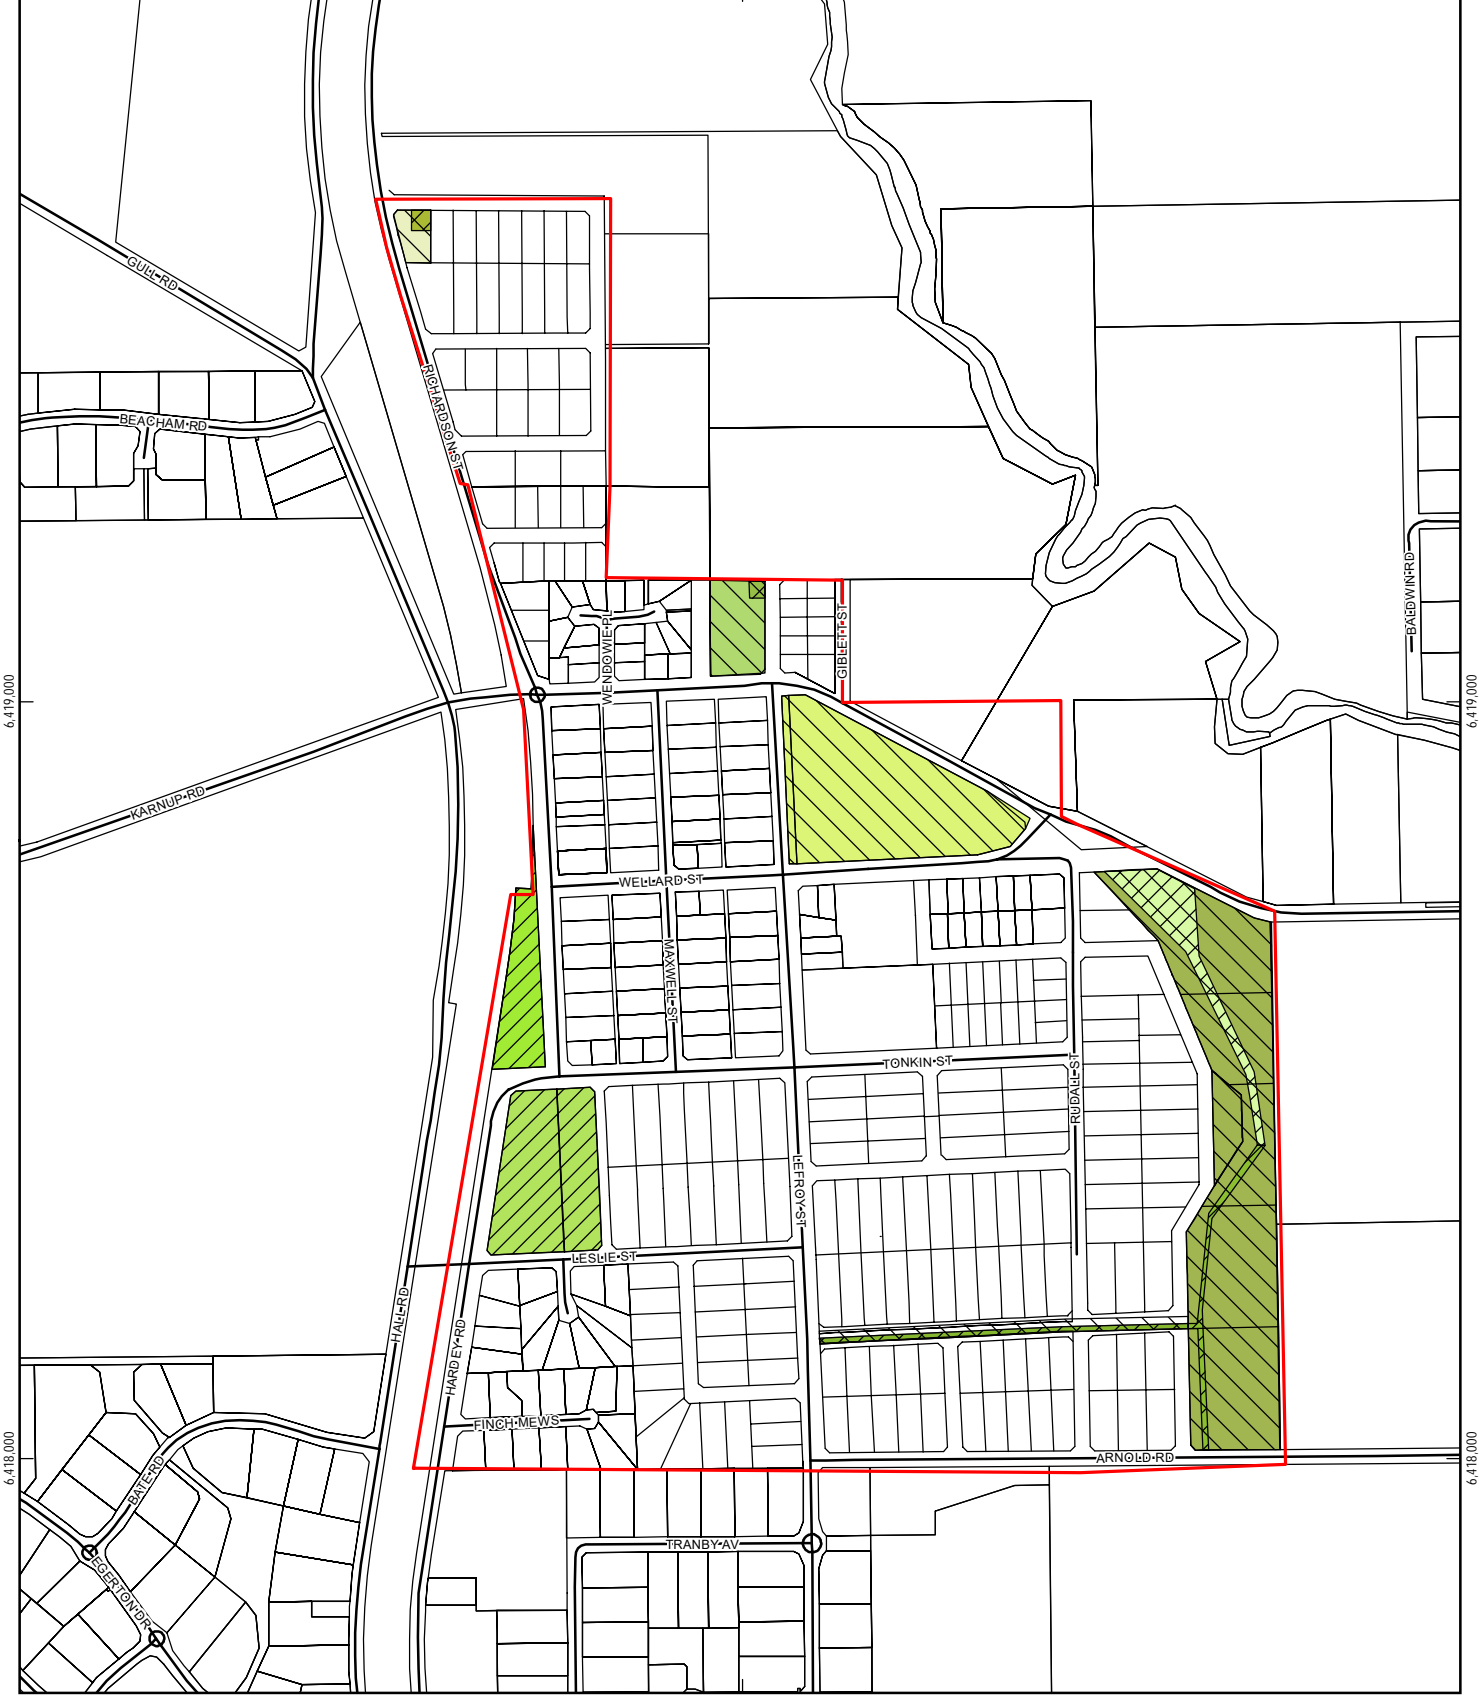 GULL RD
RICHARDSON ST
BEACHAM RD
BALDWIN RD
GIBLETT ST
WENDOWIE PL
6,419,000
6,419,000
KARNUP RD
WELLARD ST
MAXWELL ST
TONKIN ST
RUDALL ST
LEFROY ST
LESLIE ST
HALL RD
HARDEY RD
FINCH MEWS
6,418,000
6,418,000
ARNOLD RD
BATE RD
TRANBY AV
EGERTON DR